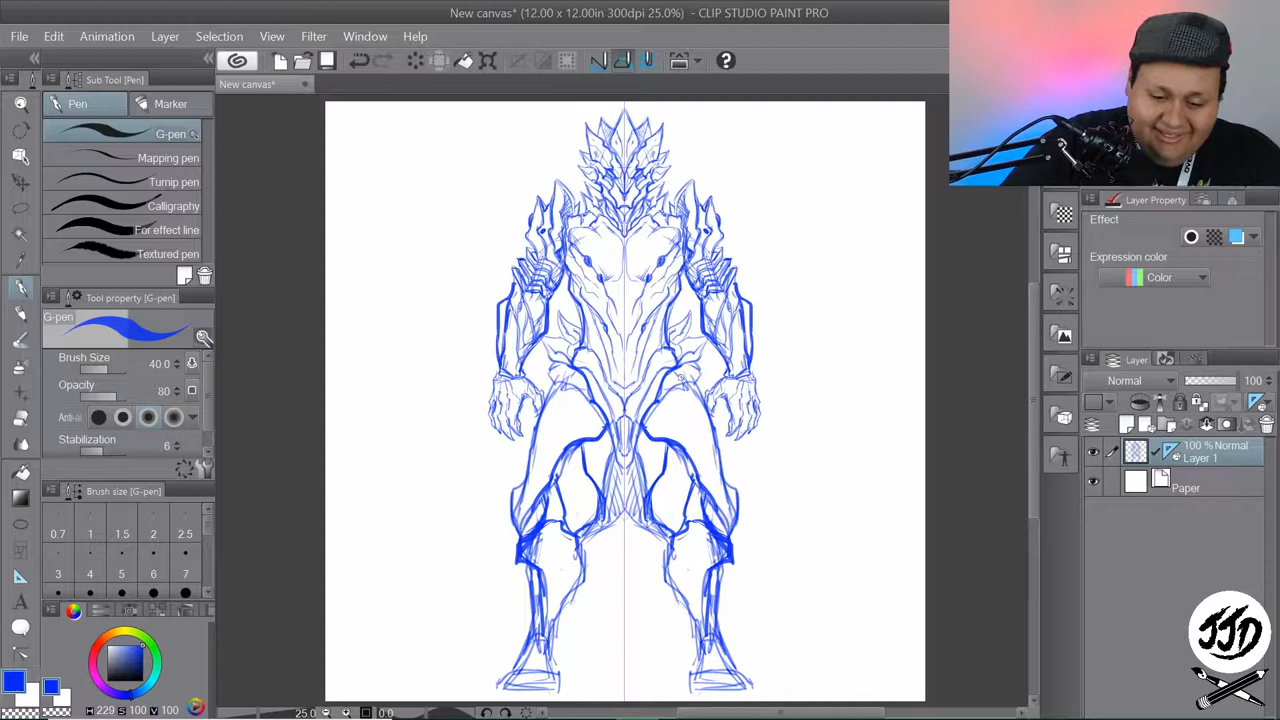 New canvas* (12.00 x 12.00in 300dpi 25.0%) - CLIP STUDIO PAINT PRO
File Edit Animation Layer Selection View Filter Window Help
Sub Tool [Pen]
New canvas*
Pen Marker
G-pen
Mapping pen
Turnip pen
Calligraphy
For effect line
Textured pen
Tool property [G-pen]
G-pen
Brush Size 40.0
Opacity 80
Anti-al
Stabilization 6
Brush size [G-pen]
0.7 1 1.5 2 2.5
3 4 5 6 7
H 229 S 100 V 100
25.0 0.0
Layer Property
Effect
Expression color
Color
Layer
Normal 100
100 % Normal
Layer 1
Paper
JJD